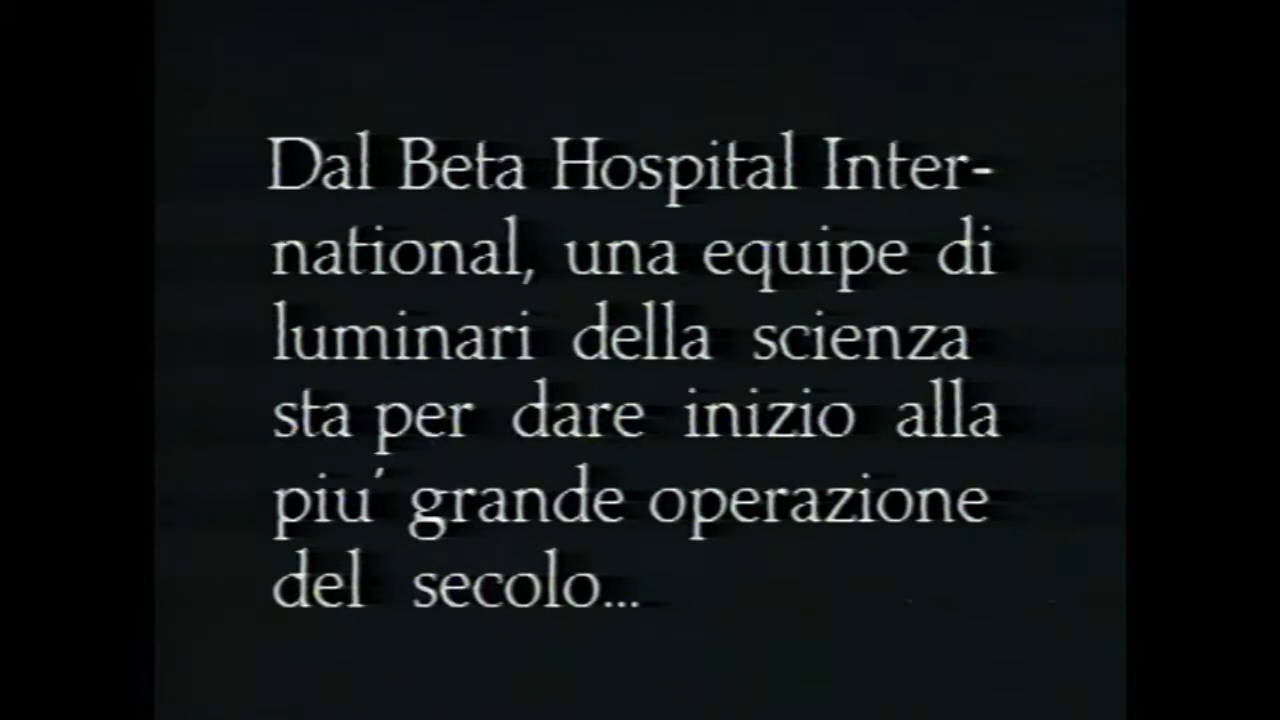 Dal Beta Hospital Inter-
national, una equipe di
luminari della scienza
sta per dare inizio alla
piu' grande operazione
del secolo...